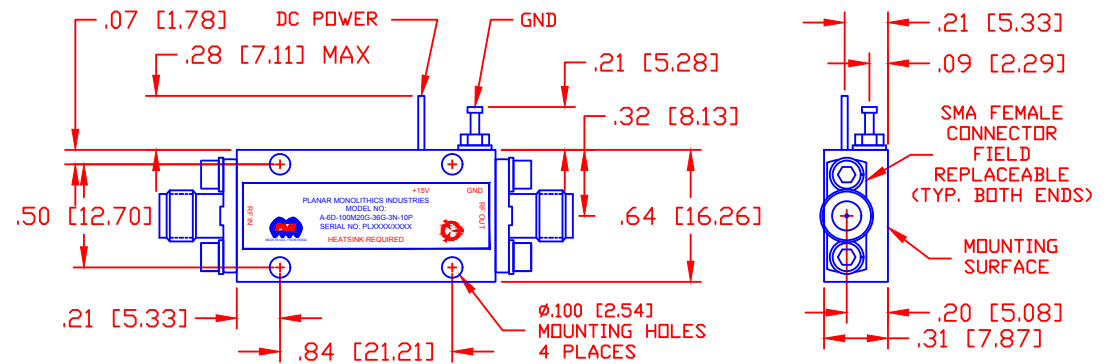 .07 [1.78]
DC POWER
GND
.28 [7.11] MAX
.21 [5.28]
.32 [8.13]
.50 [12.70]
.64 [16.26]
+15V
GND
PLANAR MONOLITHICS INDUSTRIES
MODEL NO:
A-6D-100M20G-36G-3N-10P
SERIAL NO: PLXXXX/XXXX
HEATSINK REQUIRED
RF IN
RF OUT
PMI
.21 [5.33]
.84 [21.21]
Ø.100 [2.54]
MOUNTING HOLES
4 PLACES
.21 [5.33]
.09 [2.29]
SMA FEMALE
CONNECTOR
FIELD
REPLACEABLE
(TYP. BOTH ENDS)
MOUNTING
SURFACE
.20 [5.08]
.31 [7.87]